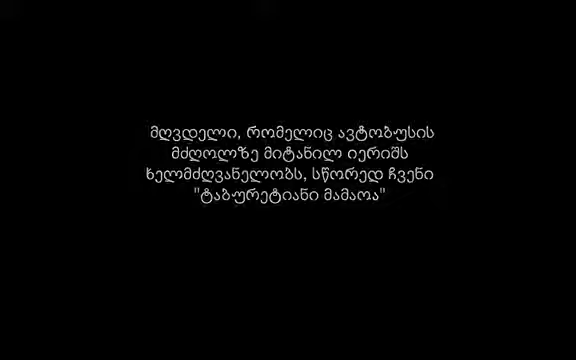 მღვდელი, რომელიც ავტობუსის
მძღოლზე მიტანილ იერიშს
ხელმძღვანელობს, სწორედ ჩვენი
"ტაბურეტიანი მამაოა"